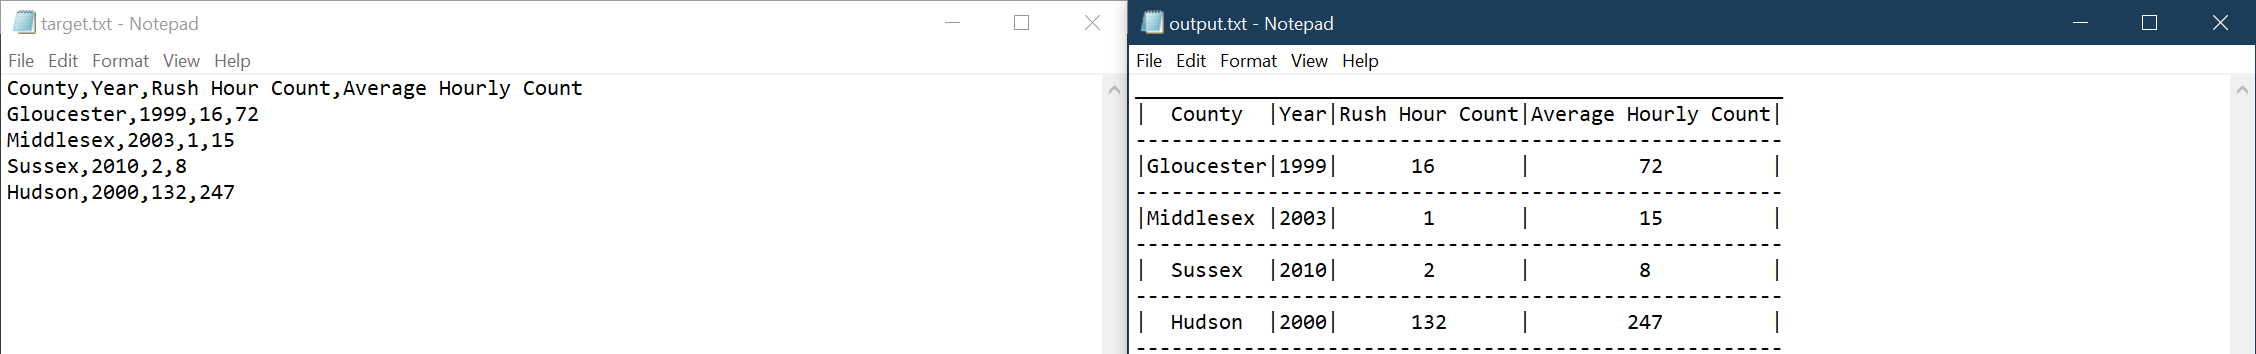 target.txt - Notepad
File Edit Format View Help
County,Year,Rush Hour Count,Average Hourly Count
Gloucester,1999,16,72
Middlesex,2003,1,15
Sussex,2010,2,8
Hudson,2000,132,247
output.txt - Notepad
File Edit Format View Help
______________________________________________________
|  County  |Year|Rush Hour Count|Average Hourly Count|
------------------------------------------------------
|Gloucester|1999|      16       |         72         |
------------------------------------------------------
|Middlesex |2003|       1       |         15         |
------------------------------------------------------
|  Sussex  |2010|       2       |         8          |
------------------------------------------------------
|  Hudson  |2000|      132      |        247         |
------------------------------------------------------